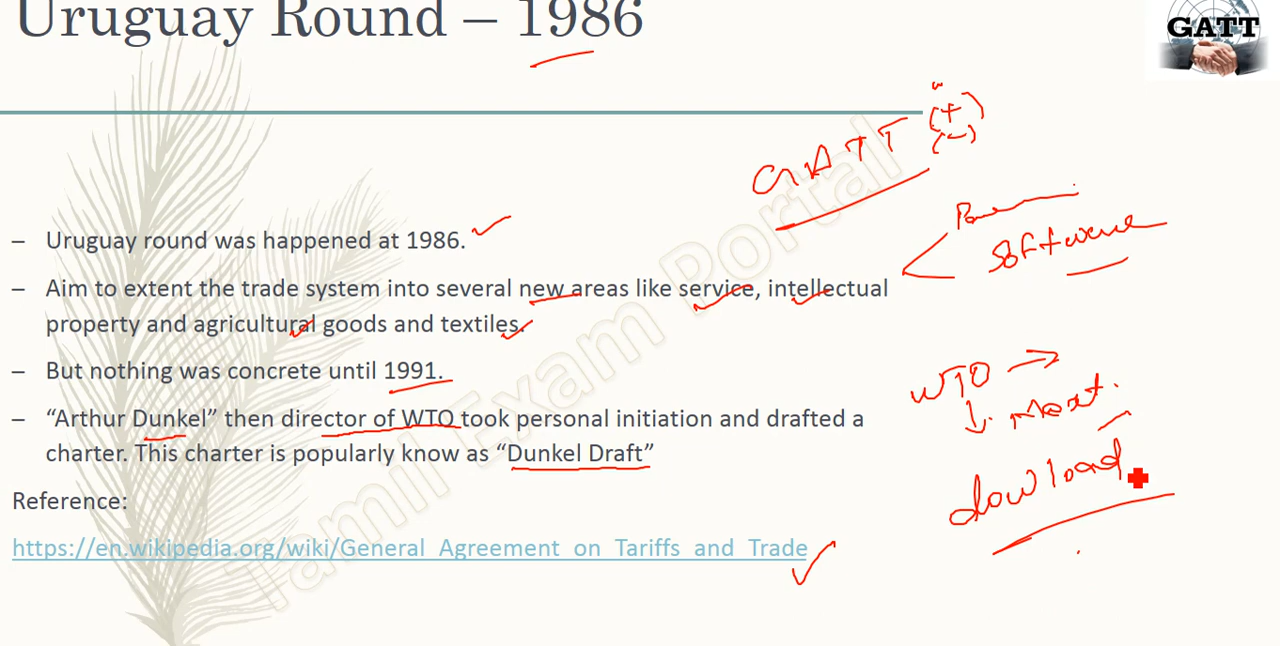 Uruguay Round – 1986
GATT
GATT (+)
(-)
– Uruguay round was happened at 1986.
software
– Aim to extent the trade system into several new areas like service, intellectual
property and agricultural goods and textiles.
– But nothing was concrete until 1991.
WTO →
– “Arthur Dunkel” then director of WTO took personal initiation and drafted a
charter. This charter is popularly know as “Dunkel Draft”
dowload
Reference:
https://en.wikipedia.org/wiki/General_Agreement_on_Tariffs_and_Trade
Tamil Exam Portal